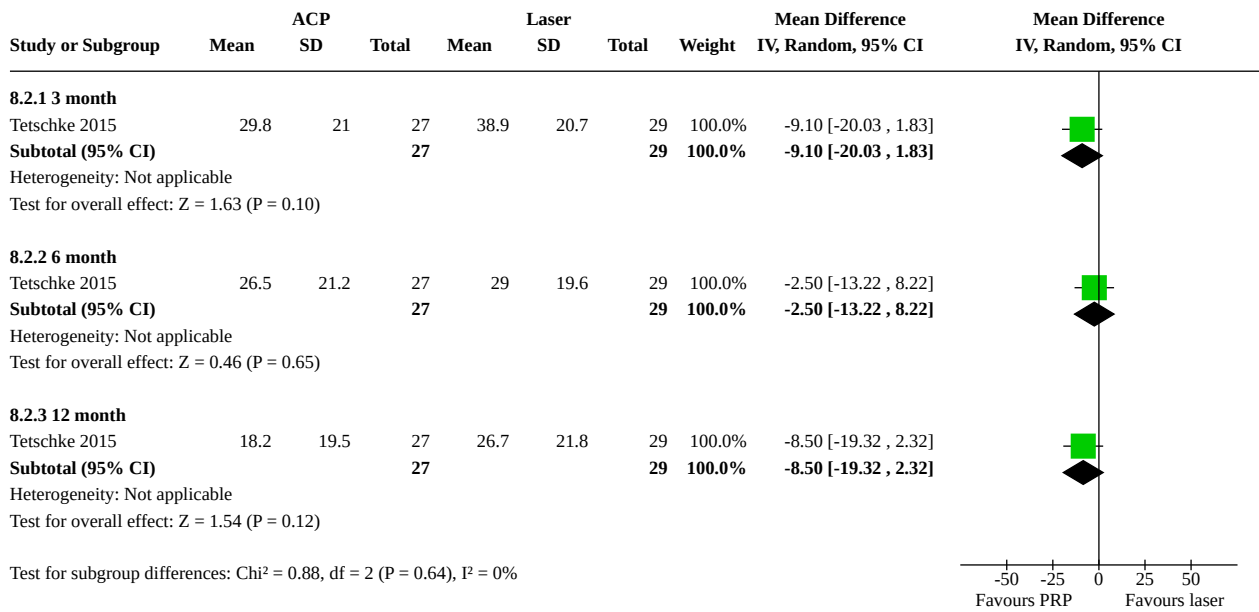 ACP Laser Mean Difference Mean Difference
Study or Subgroup Mean SD Total Mean SD Total Weight IV, Random, 95% CI IV, Random, 95% CI
8.2.1 3 month
Tetschke 2015 29.8 21 27 38.9 20.7 29 100.0% -9.10 [-20.03 , 1.83]
Subtotal (95% CI) 27 29 100.0% -9.10 [-20.03 , 1.83]
Heterogeneity: Not applicable
Test for overall effect: Z = 1.63 (P = 0.10)
8.2.2 6 month
Tetschke 2015 26.5 21.2 27 29 19.6 29 100.0% -2.50 [-13.22 , 8.22]
Subtotal (95% CI) 27 29 100.0% -2.50 [-13.22 , 8.22]
Heterogeneity: Not applicable
Test for overall effect: Z = 0.46 (P = 0.65)
8.2.3 12 month
Tetschke 2015 18.2 19.5 27 26.7 21.8 29 100.0% -8.50 [-19.32 , 2.32]
Subtotal (95% CI) 27 29 100.0% -8.50 [-19.32 , 2.32]
Heterogeneity: Not applicable
Test for overall effect: Z = 1.54 (P = 0.12)
Test for subgroup differences: Chi² = 0.88, df = 2 (P = 0.64), I² = 0%
-50 -25 0 25 50
Favours PRP Favours laser